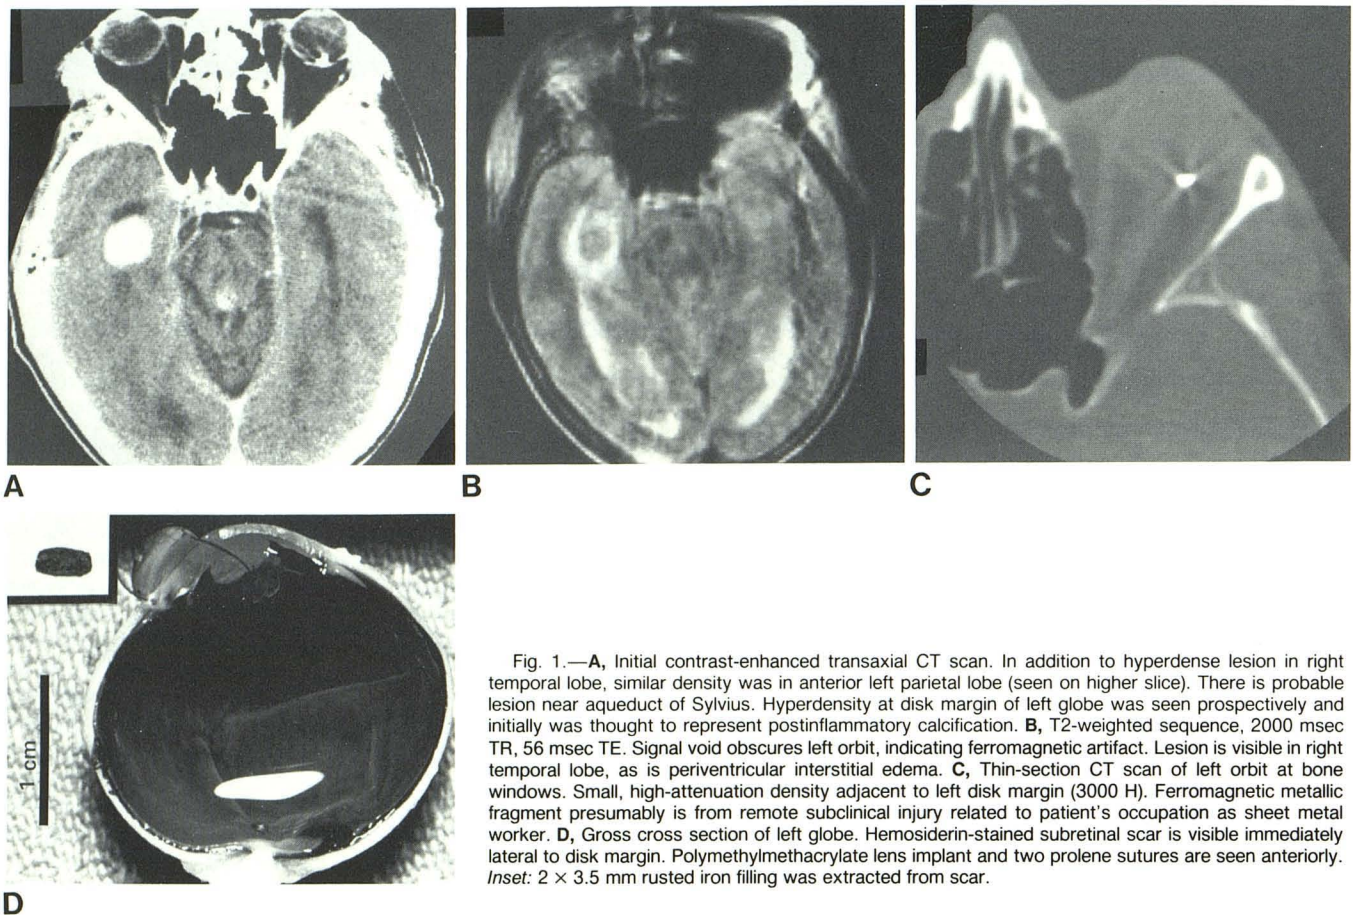 A
B
C
1 cm
D
Fig. 1.—A, Initial contrast-enhanced transaxial CT scan. In addition to hyperdense lesion in right
temporal lobe, similar density was in anterior left parietal lobe (seen on higher slice). There is probable
lesion near aqueduct of Sylvius. Hyperdensity at disk margin of left globe was seen prospectively and
initially was thought to represent postinflammatory calcification. B, T2-weighted sequence, 2000 msec
TR, 56 msec TE. Signal void obscures left orbit, indicating ferromagnetic artifact. Lesion is visible in right
temporal lobe, as is periventricular interstitial edema. C, Thin-section CT scan of left orbit at bone
windows. Small, high-attenuation density adjacent to left disk margin (3000 H). Ferromagnetic metallic
fragment presumably is from remote subclinical injury related to patient's occupation as sheet metal
worker. D, Gross cross section of left globe. Hemosiderin-stained subretinal scar is visible immediately
lateral to disk margin. Polymethylmethacrylate lens implant and two prolene sutures are seen anteriorly.
Inset: 2 × 3.5 mm rusted iron filling was extracted from scar.